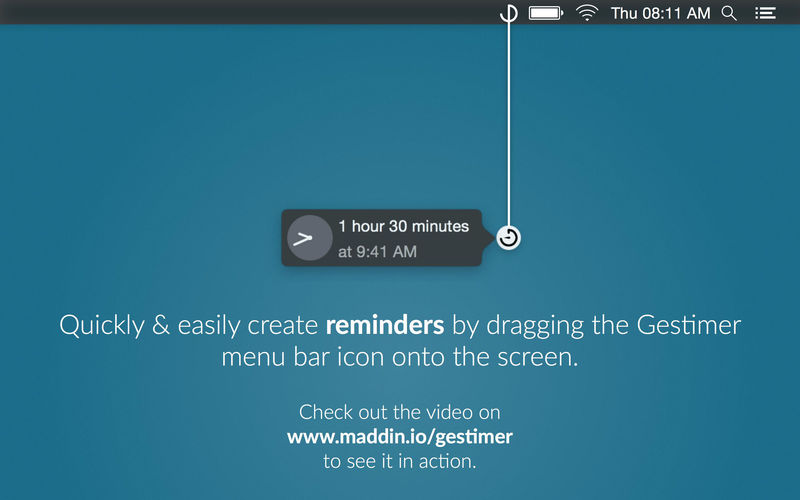 Thu 08:11 AM
1 hour 30 minutes
at 9:41 AM
Quickly & easily create reminders by dragging the Gestimer
menu bar icon onto the screen.
Check out the video on
www.maddin.io/gestimer
to see it in action.